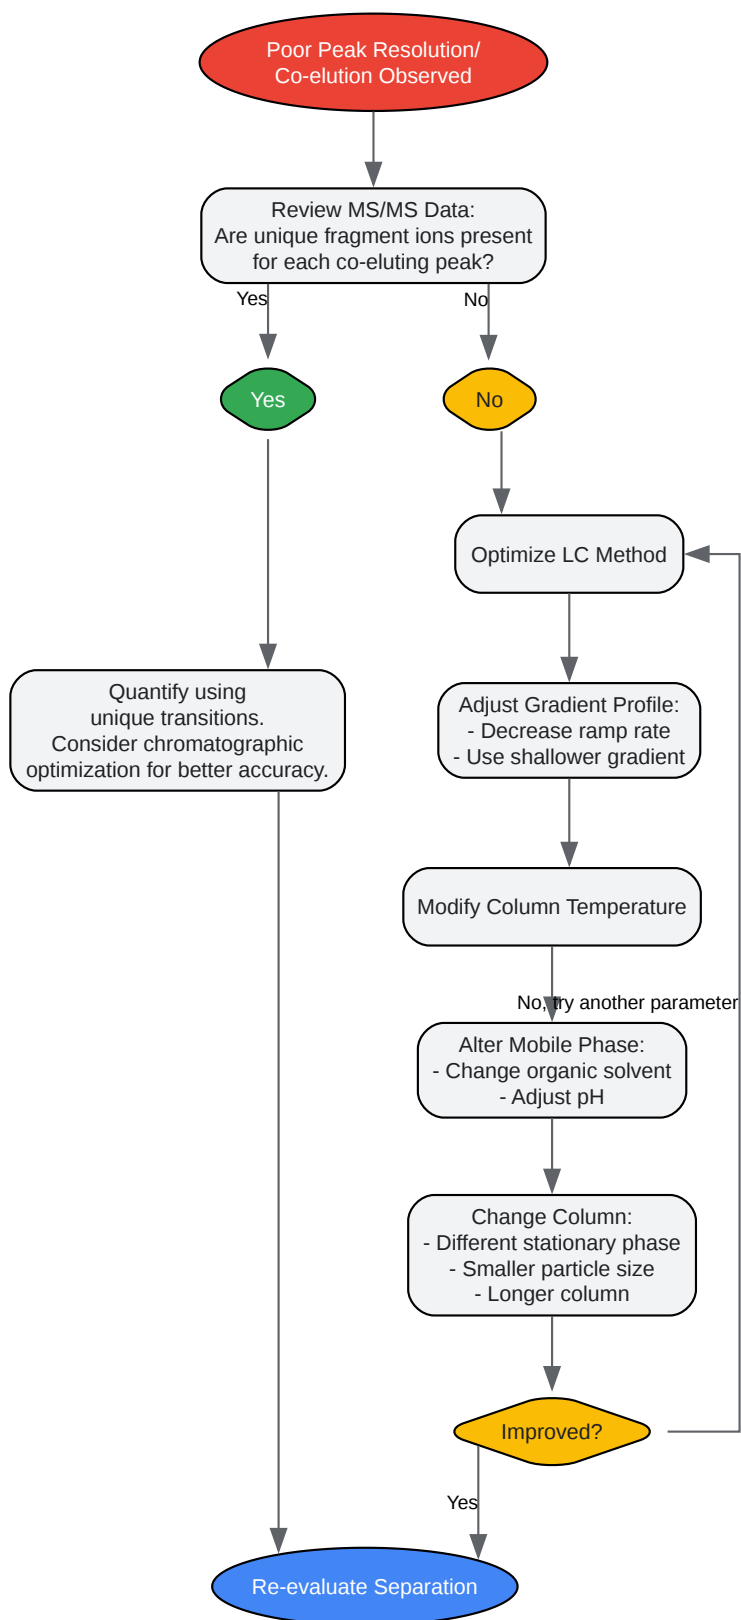 Poor Peak Resolution/
Co-elution Observed
Review MS/MS Data:
Are unique fragment ions present
for each co-eluting peak?
Yes
No
Yes
No
Optimize LC Method
Quantify using
unique transitions.
Consider chromatographic
optimization for better accuracy.
Adjust Gradient Profile:
- Decrease ramp rate
- Use shallower gradient
Modify Column Temperature
No, try another parameter
Alter Mobile Phase:
- Change organic solvent
- Adjust pH
Change Column:
- Different stationary phase
- Smaller particle size
- Longer column
Improved?
Yes
Re-evaluate Separation